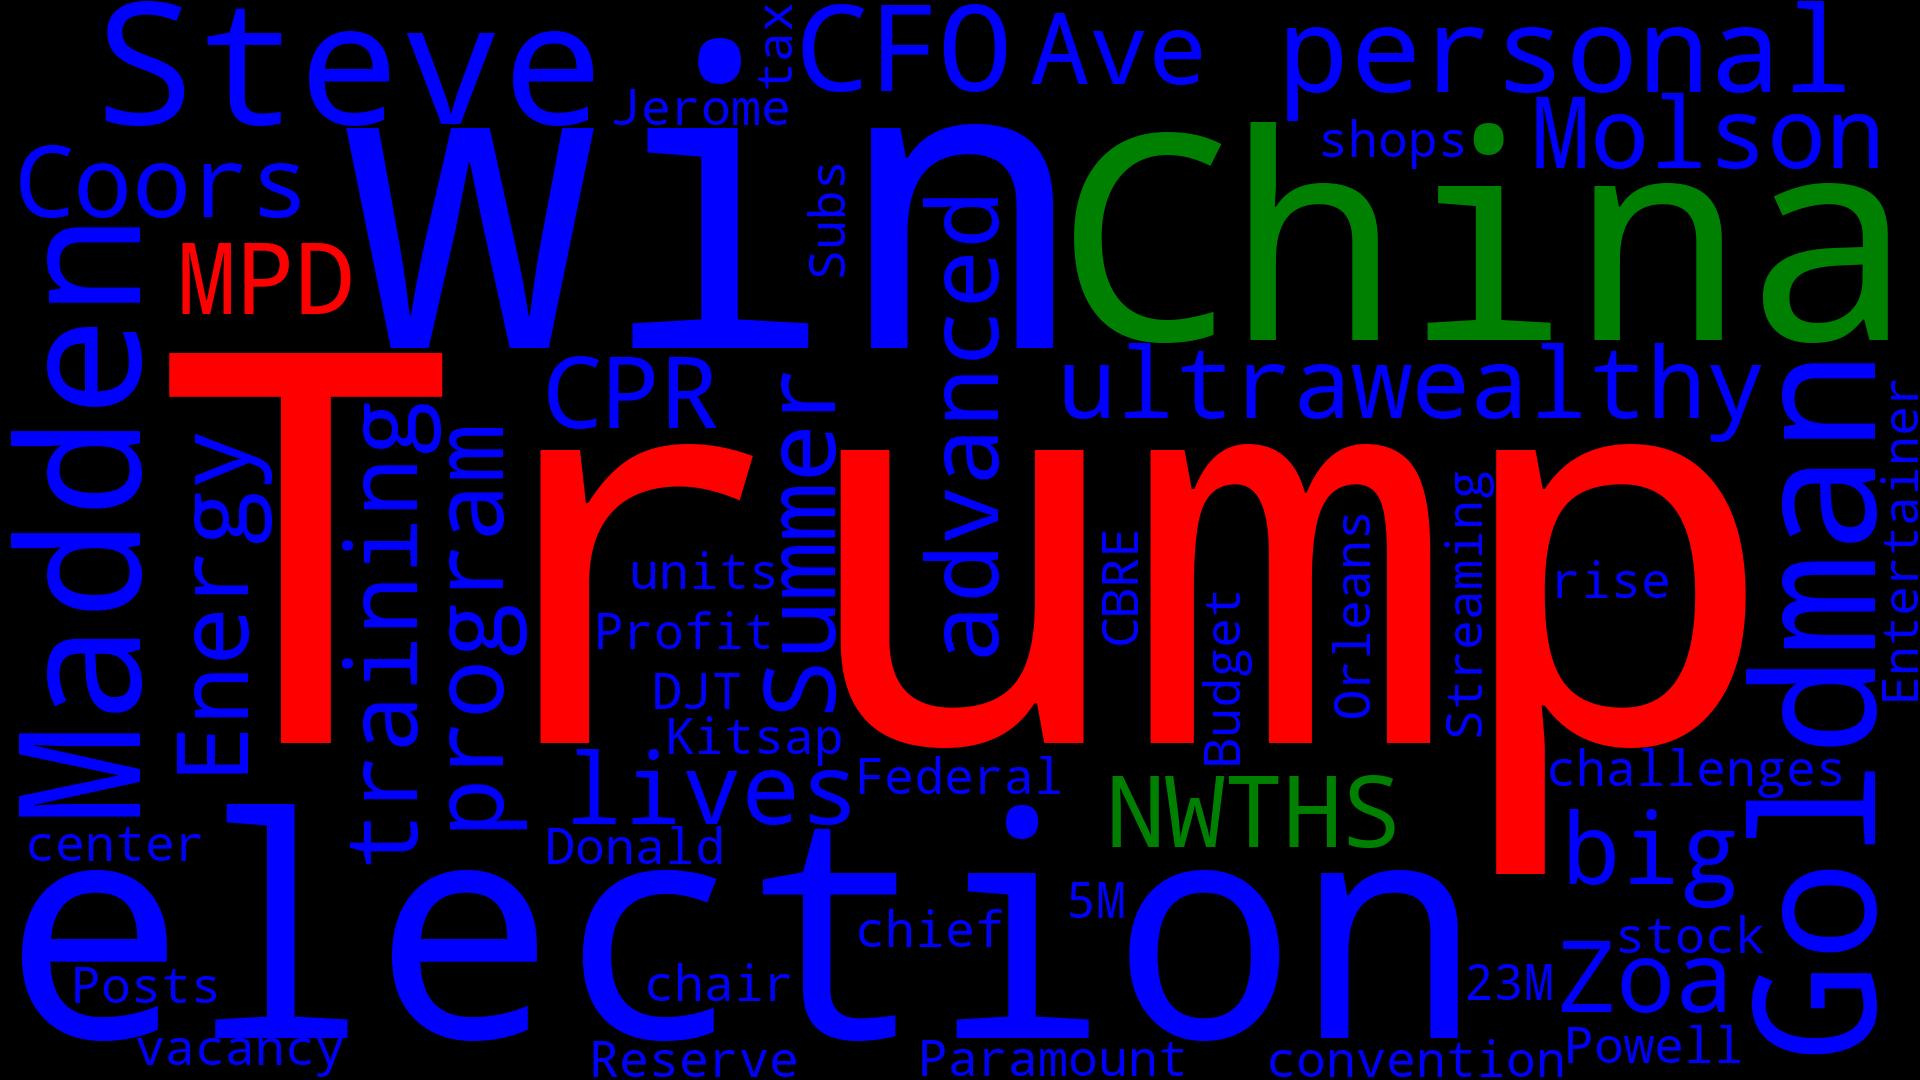 Steve
tax
CFO
Ave
personal
Jerome
Win
China
shops
Molson
Coors
Subs
advanced
MPD
Madden
Trump
CPR
ultrawealthy
Goldman
Entertainer
Energy
training
program
Summer
units
Profit
DJT
Kitsap
CBRE
Budget
Orleans
Streaming
rise
lives
Federal
NWTHS
challenges
center
Donald
election
big
chief
5M
stock
Posts
chair
23M
Zoa
vacancy
Reserve
Paramount
convention
Powell